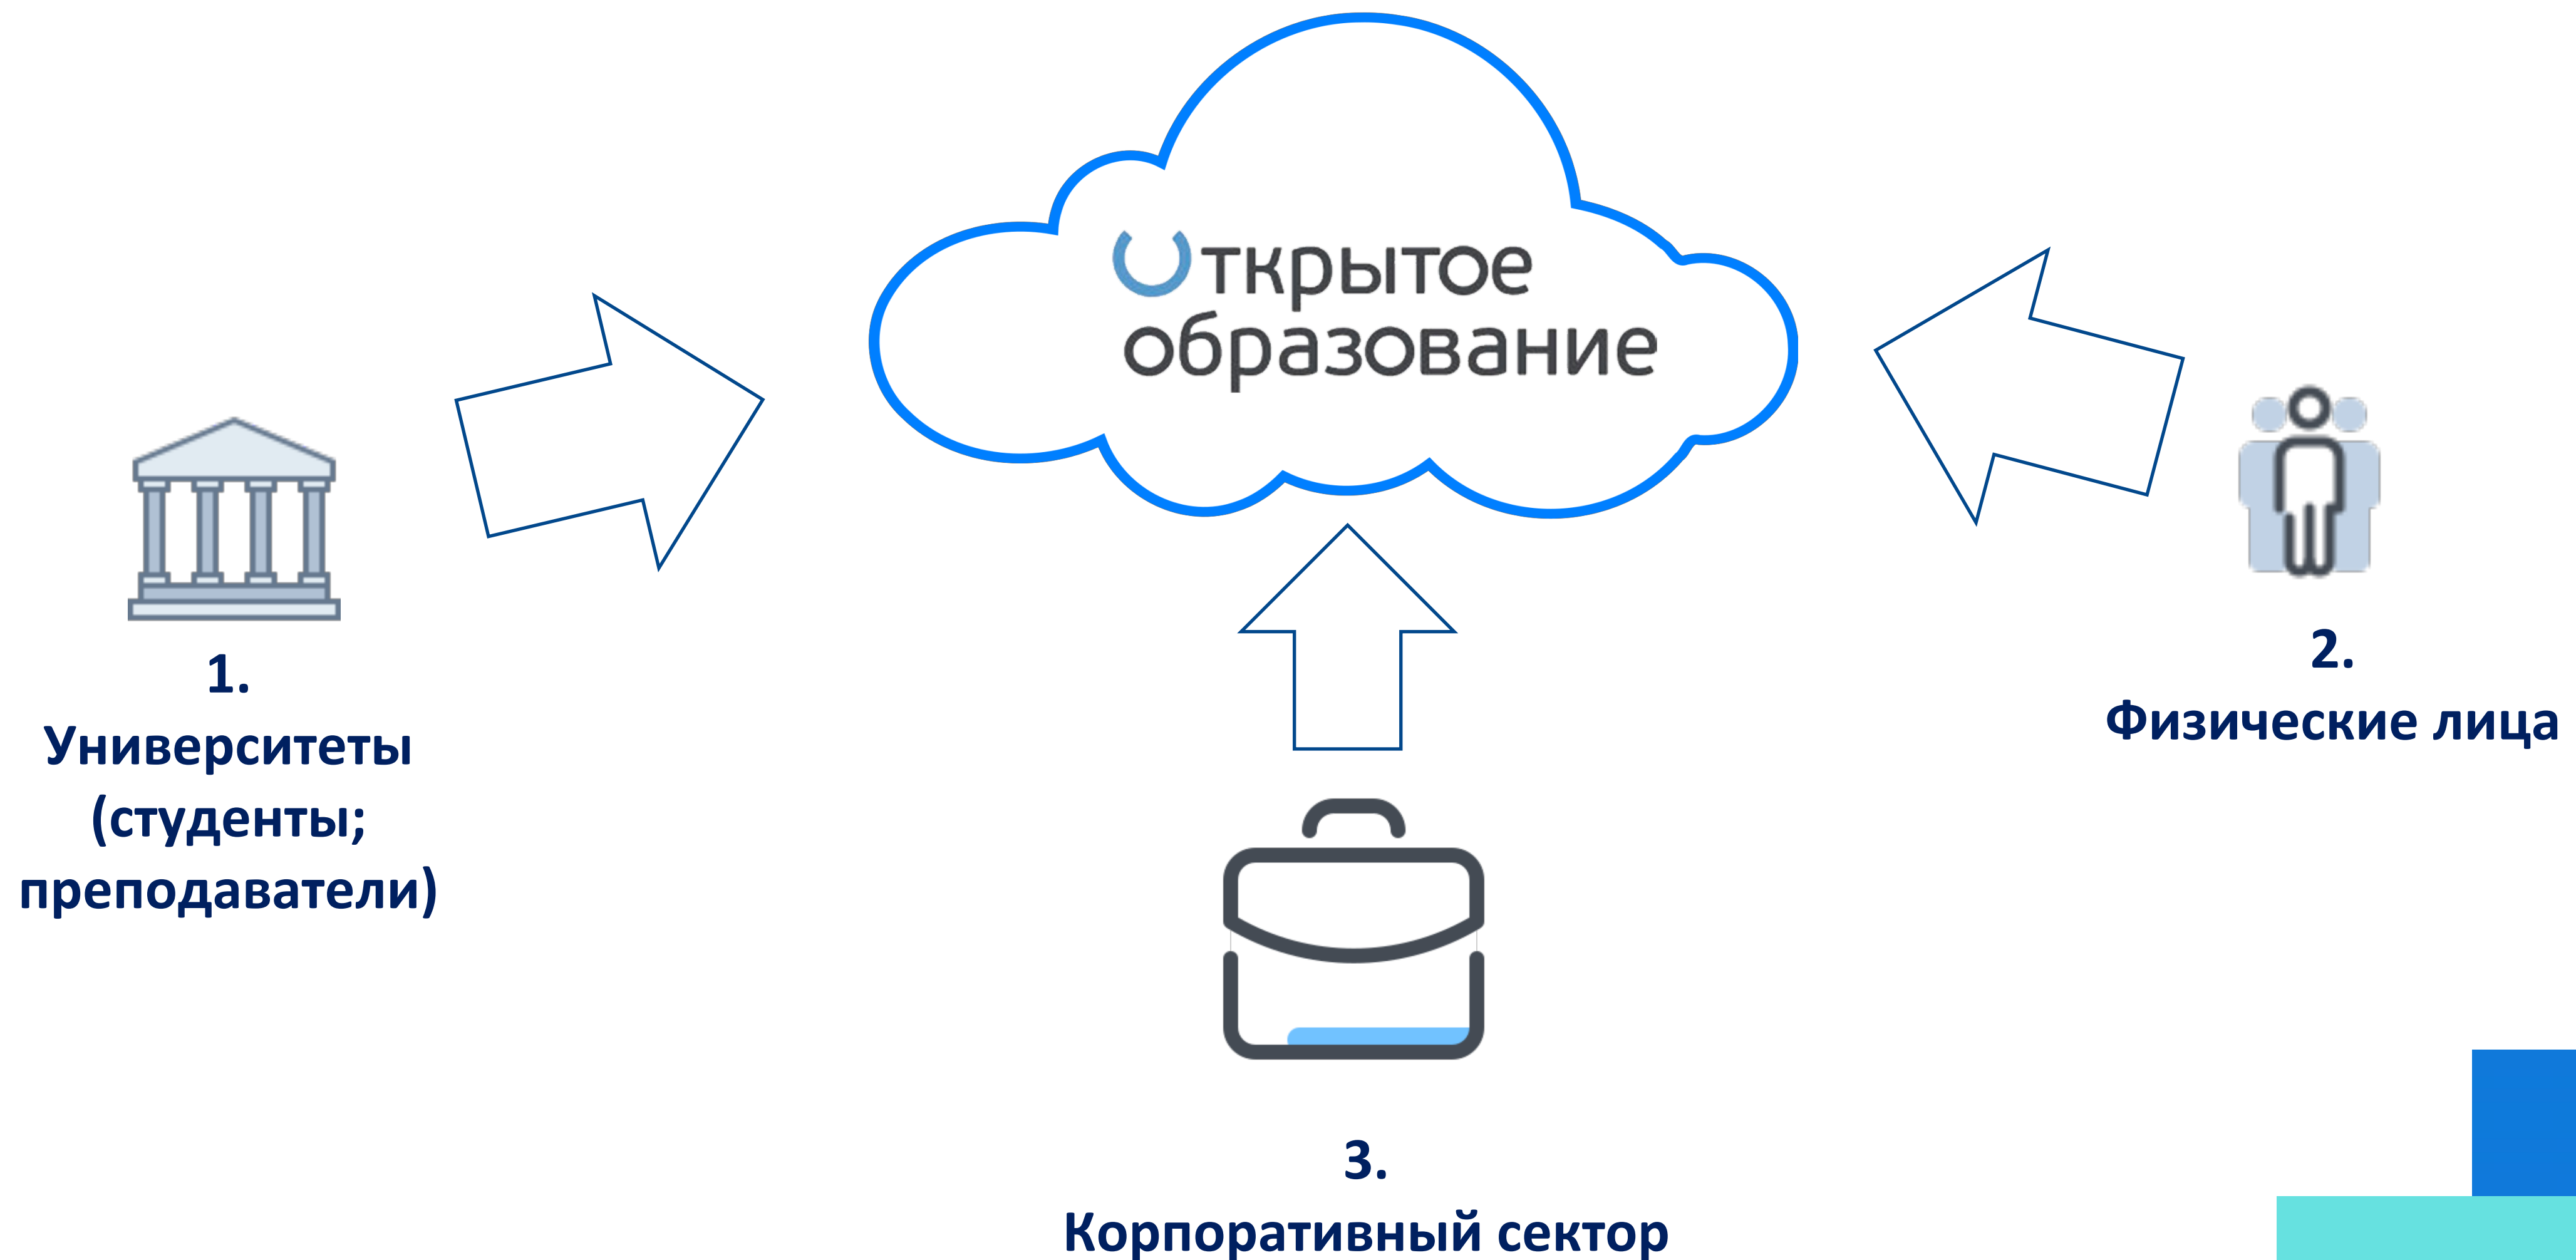 Открытое
образование
1.
Университеты
(студенты;
преподаватели)
2.
Физические лица
3.
Корпоративный сектор